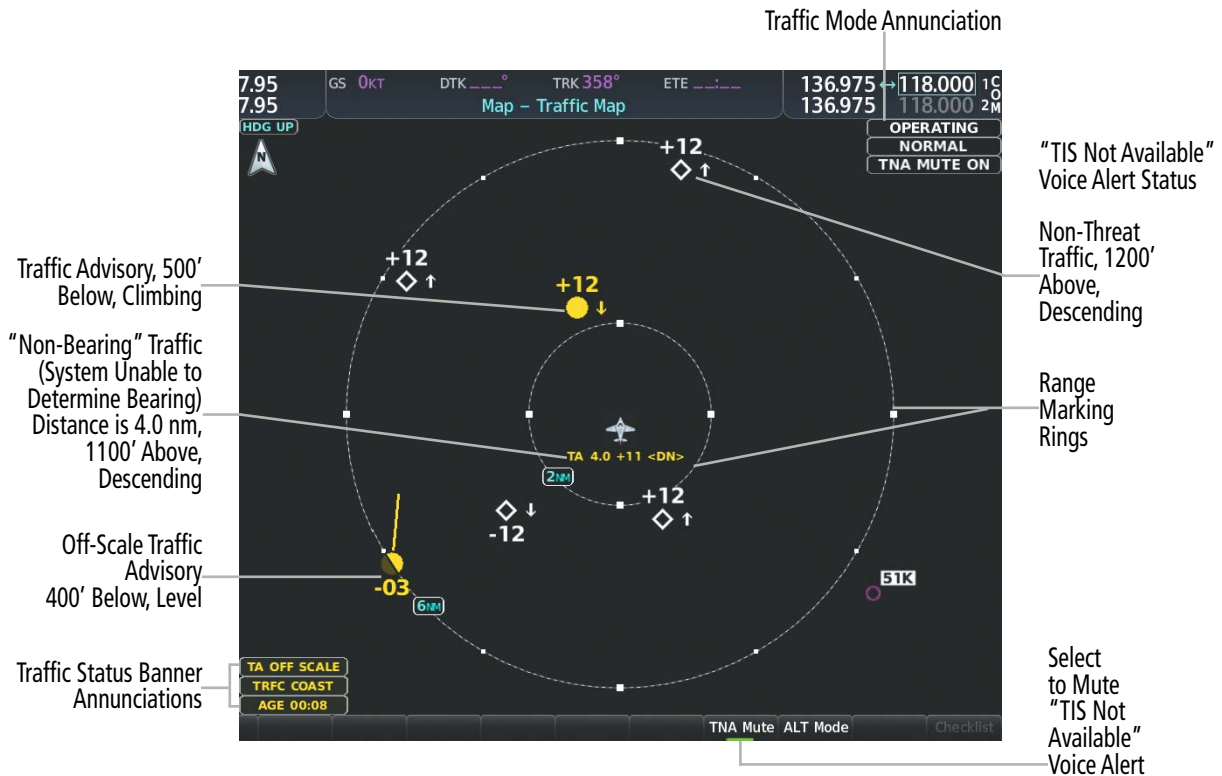 Traffic Mode Annunciation
7.95 GS 0KT DTK ___° TRK 358° ETE __:__ 136.975 ↔ 118.000 1 C
7.95 Map – Traffic Map 136.975 118.000 2 O M
HDG UP
N
OPERATING
NORMAL
TNA MUTE ON
"TIS Not Available"
Voice Alert Status
+12 ↑
Non-Threat
Traffic, 1200′
Above,
Descending
+12 ↑
Traffic Advisory, 500′
Below, Climbing
+12 ↓
"Non-Bearing" Traffic
(System Unable to
Determine Bearing)
Distance is 4.0 nm,
1100′ Above,
Descending
Range
Marking
Rings
TA 4.0 +11 <DN>
2NM
+12 ↑
↓
-12
Off-Scale Traffic
Advisory
400′ Below, Level
-03
6NM
51K
Traffic Status Banner
Annunciations
TA OFF SCALE
TRFC COAST
AGE 00:08
TNA Mute ALT Mode Checklist
Select
to Mute
"TIS Not
Available"
Voice Alert